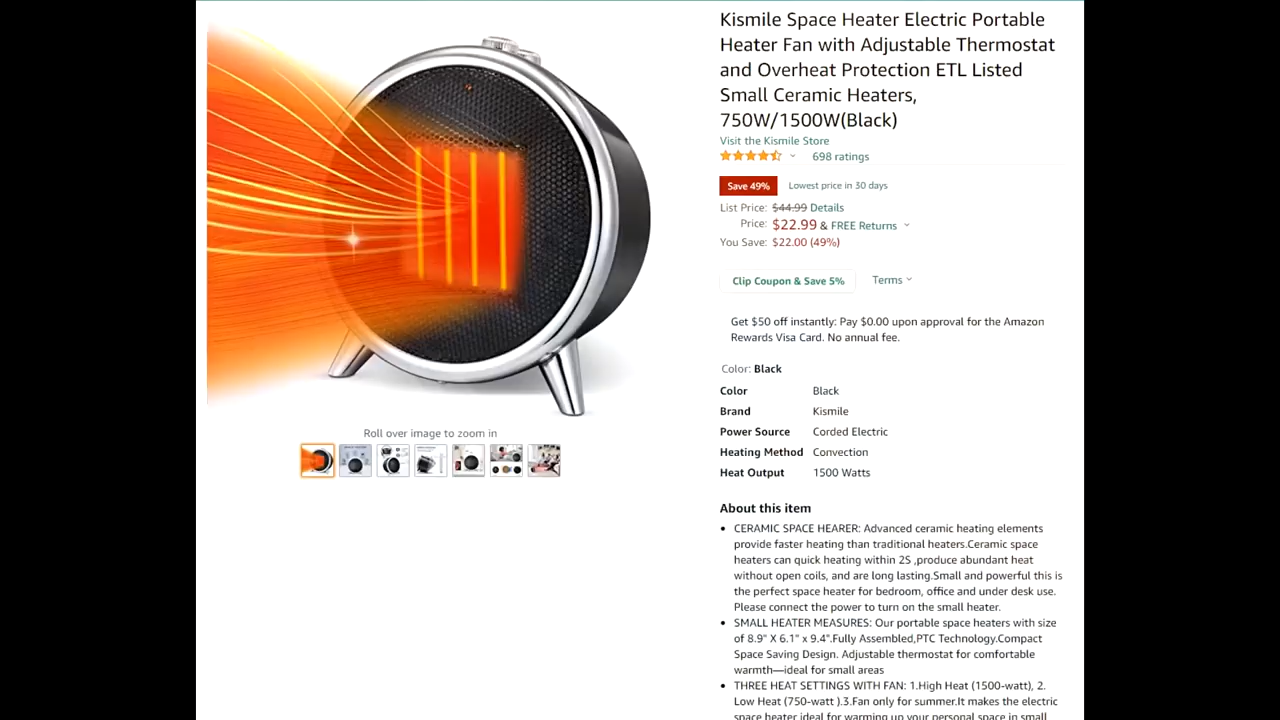 Kismile Space Heater Electric Portable
Heater Fan with Adjustable Thermostat
and Overheat Protection ETL Listed
Small Ceramic Heaters,
750W/1500W(Black)
Visit the Kismile Store
698 ratings
Save 49% Lowest price in 30 days
List Price: $44.99 Details
Price: $22.99 & FREE Returns
You Save: $22.00 (49%)
Clip Coupon & Save 5% Terms
Get $50 off instantly: Pay $0.00 upon approval for the Amazon
Rewards Visa Card. No annual fee.
Color: Black
Color Black
Brand Kismile
Power Source Corded Electric
Heating Method Convection
Heat Output 1500 Watts
Roll over image to zoom in
About this item
• CERAMIC SPACE HEARER: Advanced ceramic heating elements
provide faster heating than traditional heaters.Ceramic space
heaters can quick heating within 2S ,produce abundant heat
without open coils, and are long lasting.Small and powerful this is
the perfect space heater for bedroom, office and under desk use.
Please connect the power to turn on the small heater.
• SMALL HEATER MEASURES: Our portable space heaters with size
of 8.9" X 6.1" x 9.4".Fully Assembled,PTC Technology.Compact
Space Saving Design. Adjustable thermostat for comfortable
warmth—ideal for small areas
• THREE HEAT SETTINGS WITH FAN: 1.High Heat (1500-watt), 2.
Low Heat (750-watt ).3.Fan only for summer.It makes the electric
space heater ideal for warming up your personal space in small